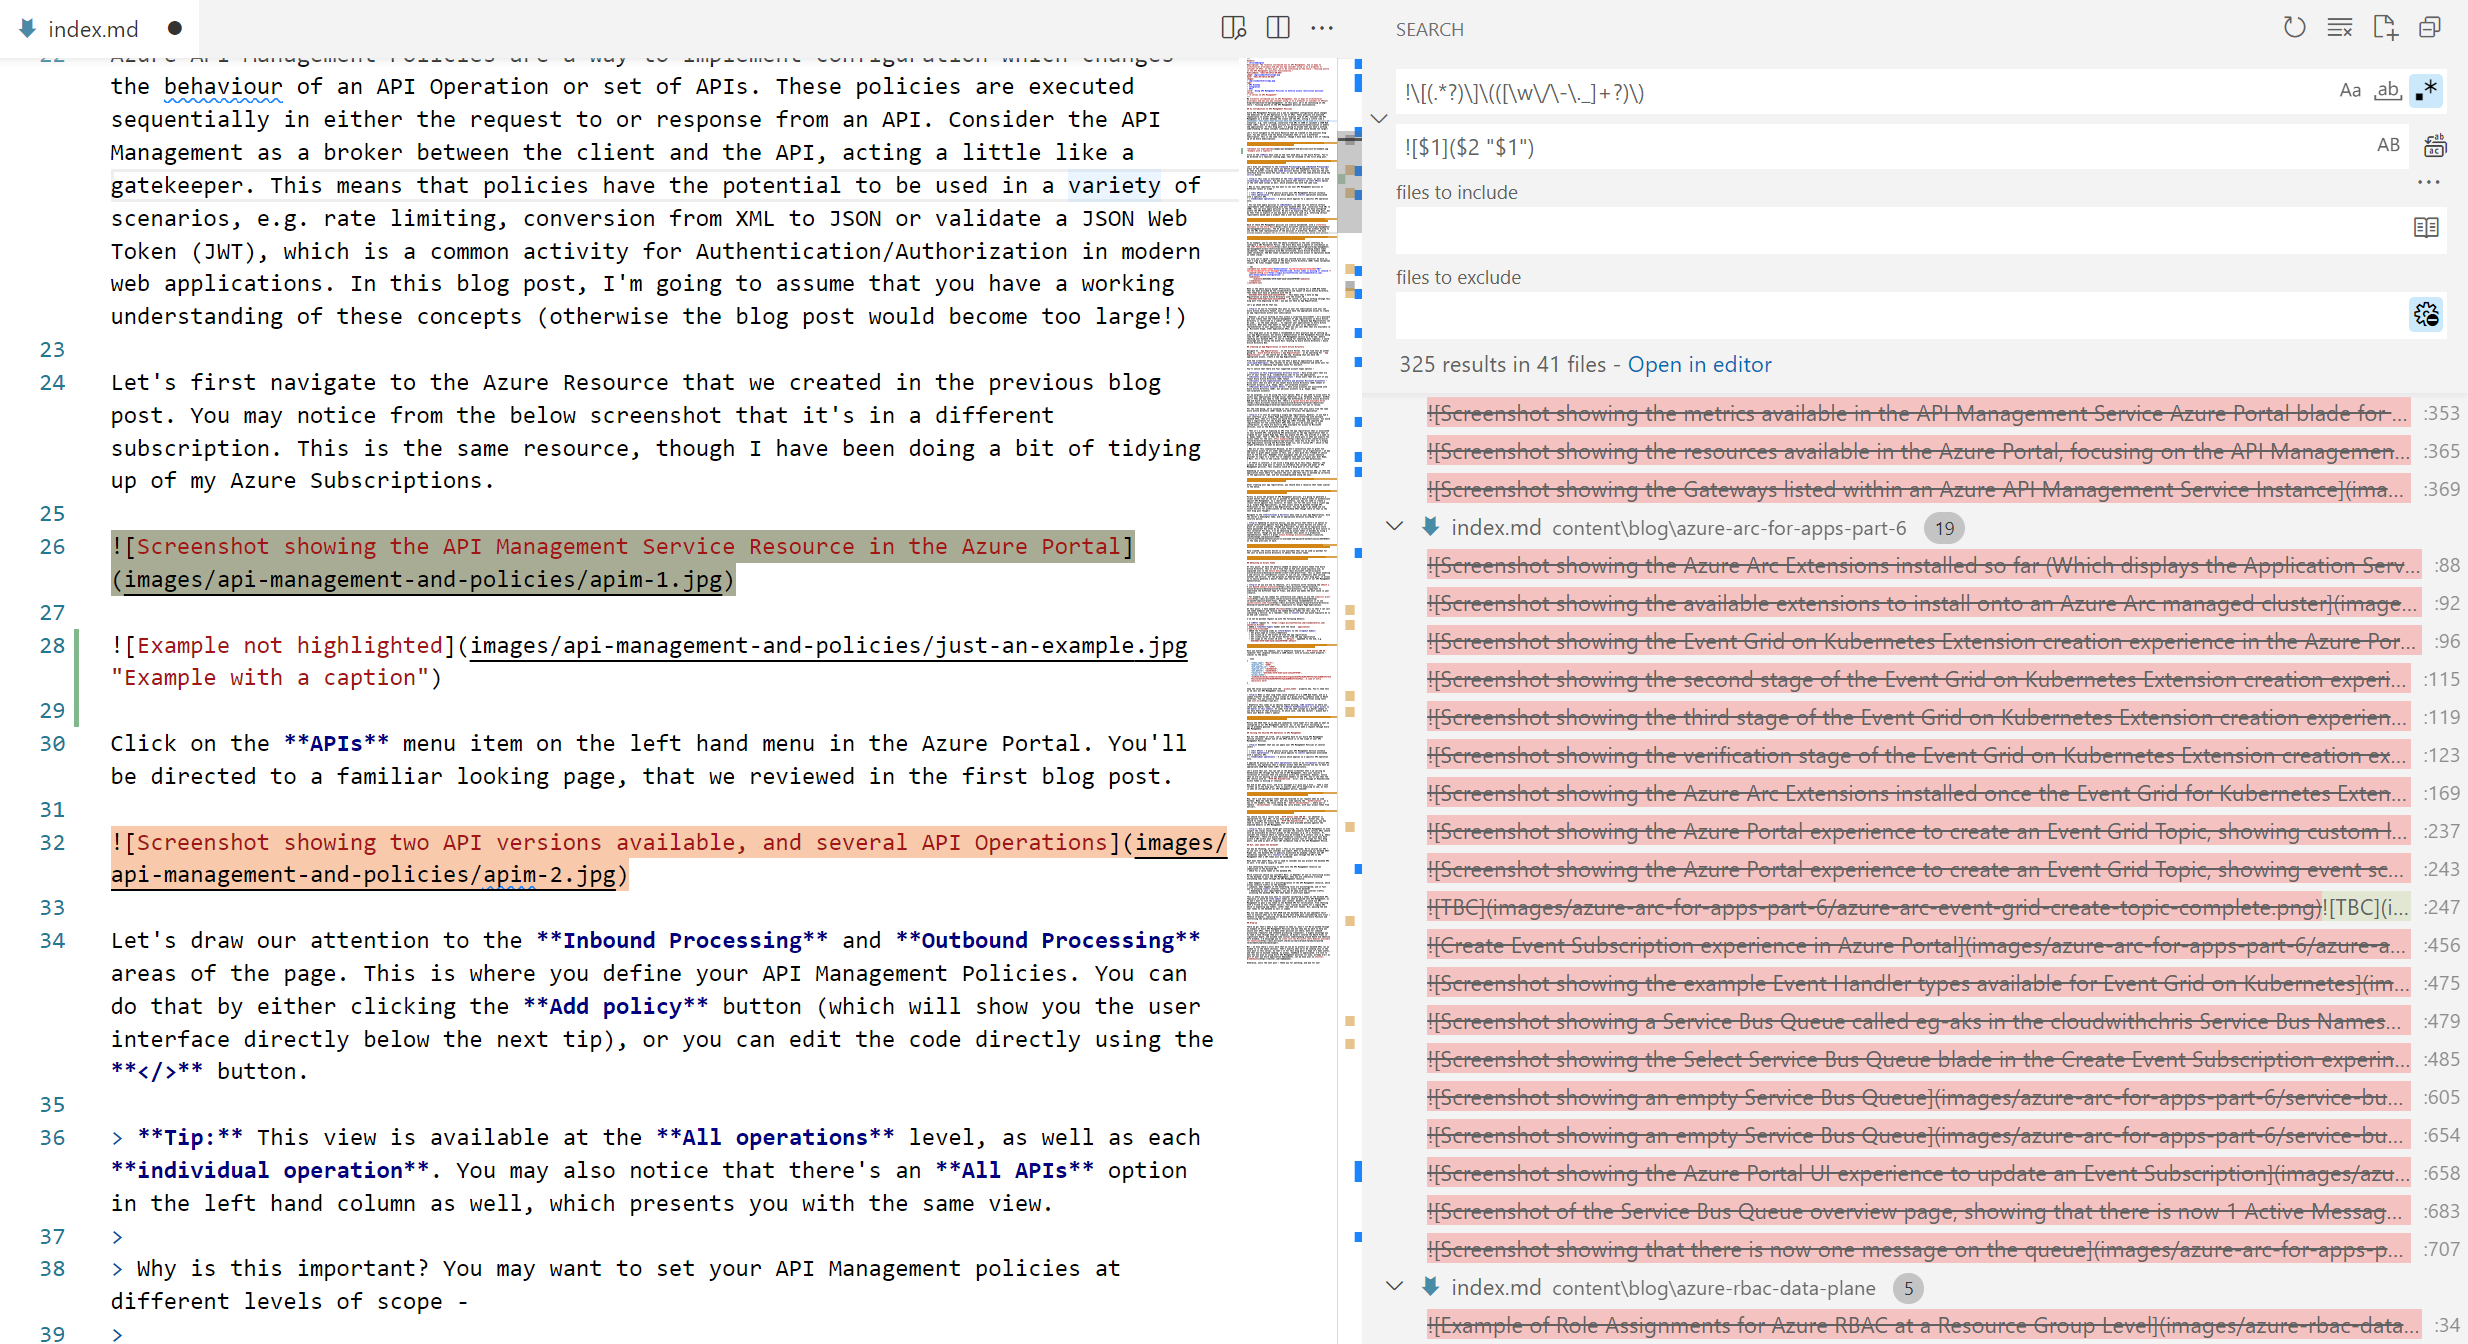 index.md
22 Azure API Management Policies are a way to implement configuration which changes
the behaviour of an API Operation or set of APIs. These policies are executed
sequentially in either the request to or response from an API. Consider the API
Management as a broker between the client and the API, acting a little like a
gatekeeper. This means that policies have the potential to be used in a variety of
scenarios, e.g. rate limiting, conversion from XML to JSON or validate a JSON Web
Token (JWT), which is a common activity for Authentication/Authorization in modern
web applications. In this blog post, I'm going to assume that you have a working
understanding of these concepts (otherwise the blog post would become too large!)
23
24 Let's first navigate to the Azure Resource that we created in the previous blog
post. You may notice from the below screenshot that it's in a different
subscription. This is the same resource, though I have been doing a bit of tidying
up of my Azure Subscriptions.
25
26 ![Screenshot showing the API Management Service Resource in the Azure Portal]
(images/api-management-and-policies/apim-1.jpg)
27
28 ![Example not highlighted](images/api-management-and-policies/just-an-example.jpg
"Example with a caption")
29
30 Click on the **APIs** menu item on the left hand menu in the Azure Portal. You'll
be directed to a familiar looking page, that we reviewed in the first blog post.
31
32 ![Screenshot showing two API versions available, and several API Operations](images/
api-management-and-policies/apim-2.jpg)
33
34 Let's draw our attention to the **Inbound Processing** and **Outbound Processing**
areas of the page. This is where you define your API Management Policies. You can
do that by either clicking the **Add policy** button (which will show you the user
interface directly below the next tip), or you can edit the code directly using the
**</>** button.
35
36 > **Tip:** This view is available at the **All operations** level, as well as each
**individual operation**. You may also notice that there's an **All APIs** option
in the left hand column as well, which presents you with the same view.
37 >
38 > Why is this important? You may want to set your API Management policies at
different levels of scope -
39 >
SEARCH
!\[(.*?)\]\(([\w\/\-\._]+?)\) Aa ab .*
![$1]($2 "$1") AB
files to include
files to exclude
325 results in 41 files - Open in editor
![Screenshot showing the metrics available in the API Management Service Azure Portal blade for... :353
![Screenshot showing the resources available in the Azure Portal, focusing on the API Managemen... :365
![Screenshot showing the Gateways listed within an Azure API Management Service Instance](ima... :369
index.md content\blog\azure-arc-for-apps-part-6 19
![Screenshot showing the Azure Arc Extensions installed so far (Which displays the Application Serv... :88
![Screenshot showing the available extensions to install onto an Azure Arc managed cluster](image... :92
![Screenshot showing the Event Grid on Kubernetes Extension creation experience in the Azure Por... :96
![Screenshot showing the second stage of the Event Grid on Kubernetes Extension creation experi... :115
![Screenshot showing the third stage of the Event Grid on Kubernetes Extension creation experien... :119
![Screenshot showing the verification stage of the Event Grid on Kubernetes Extension creation ex... :123
![Screenshot showing the Azure Arc Extensions installed once the Event Grid for Kubernetes Exten... :169
![Screenshot showing the Azure Portal experience to create an Event Grid Topic, showing custom l... :237
![Screenshot showing the Azure Portal experience to create an Event Grid Topic, showing event sc... :243
![TBC](images/azure-arc-for-apps-part-6/azure-arc-event-grid-create-topic-complete.png)![TBC](i... :247
![Create Event Subscription experience in Azure Portal](images/azure-arc-for-apps-part-6/azure-a... :456
![Screenshot showing the example Event Handler types available for Event Grid on Kubernetes](im... :475
![Screenshot showing a Service Bus Queue called eg-aks in the cloudwithchris Service Bus Names... :479
![Screenshot showing the Select Service Bus Queue blade in the Create Event Subscription experin... :485
![Screenshot showing an empty Service Bus Queue](images/azure-arc-for-apps-part-6/service-bu... :605
![Screenshot showing an empty Service Bus Queue](images/azure-arc-for-apps-part-6/service-bu... :654
![Screenshot showing the Azure Portal UI experience to update an Event Subscription](images/azu... :658
![Screenshot of the Service Bus Queue overview page, showing that there is now 1 Active Messag... :683
![Screenshot showing that there is now one message on the queue](images/azure-arc-for-apps-p... :707
index.md content\blog\azure-rbac-data-plane 5
![Example of Role Assignments for Azure RBAC at a Resource Group Level](images/azure-rbac-data... :34